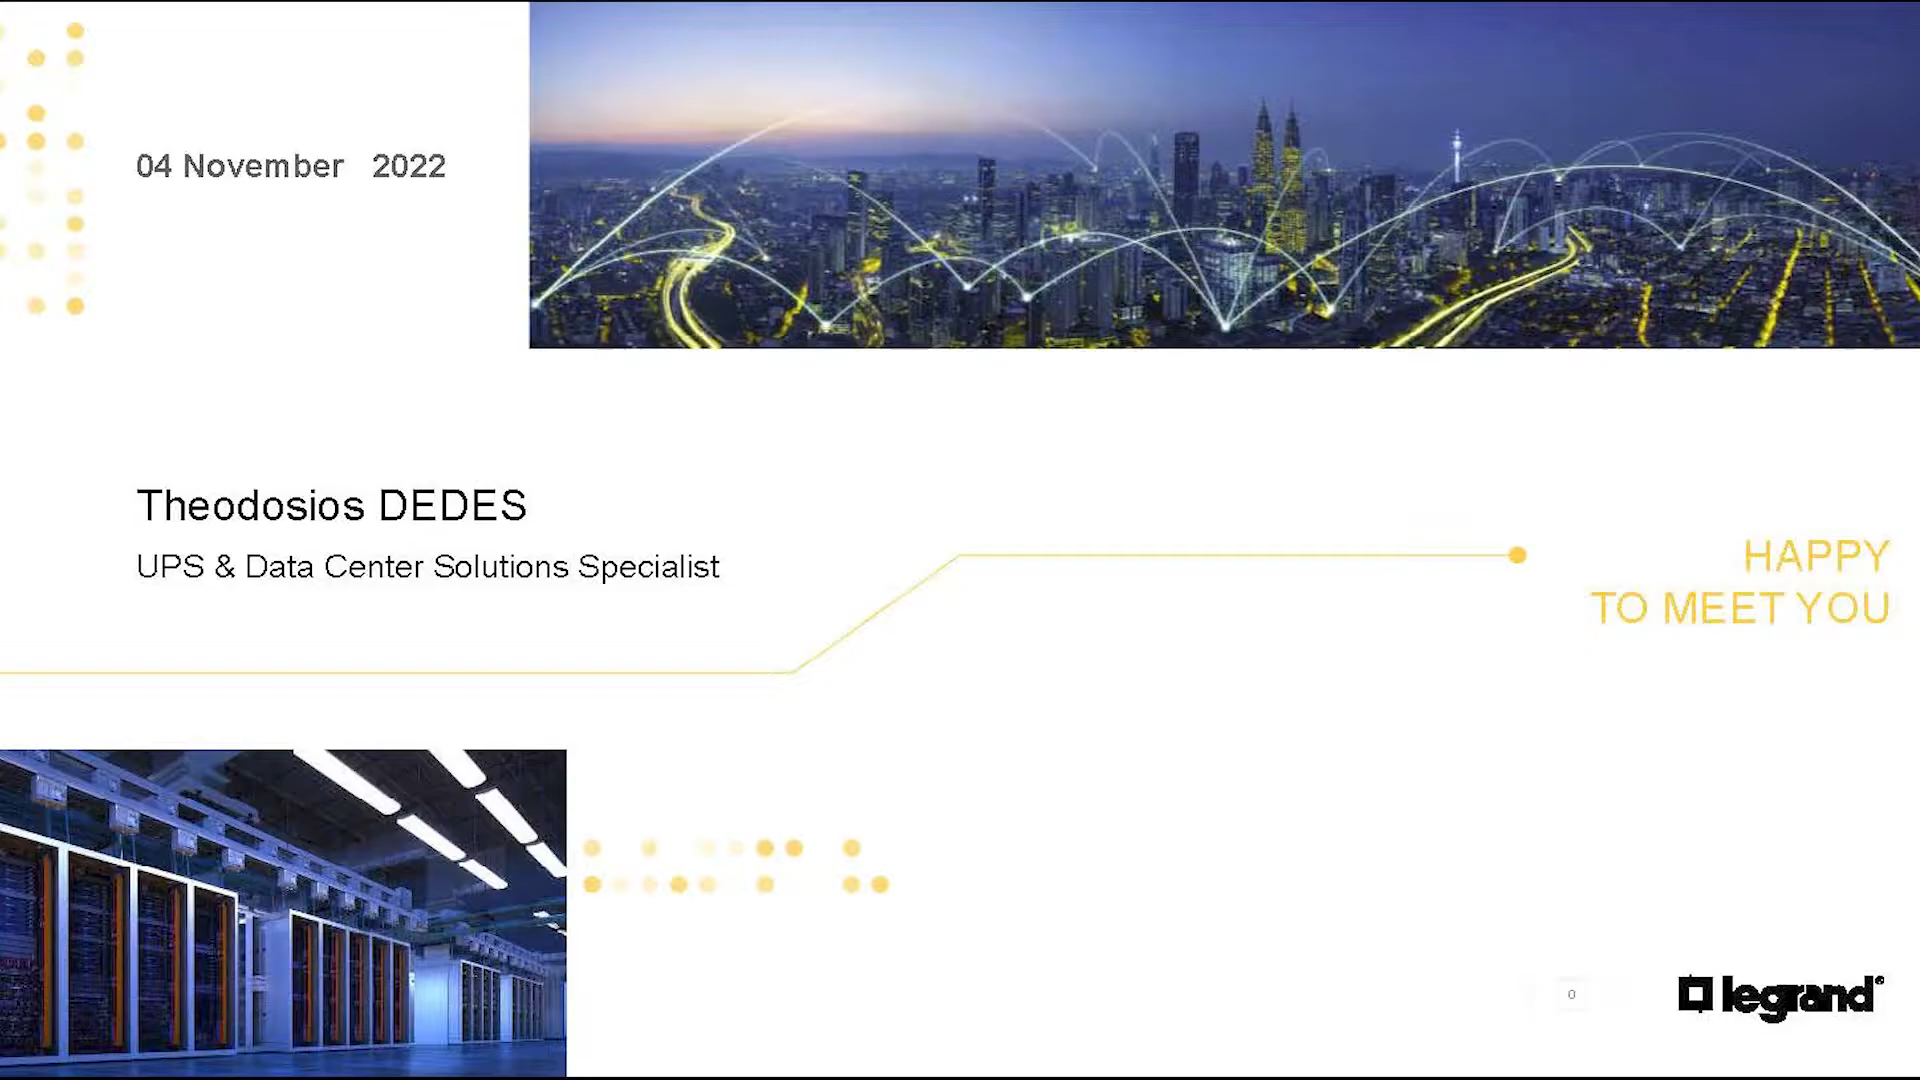 04 November 2022
Theodosios DEDES
UPS & Data Center Solutions Specialist
HAPPY
TO MEET YOU
0
legrand®